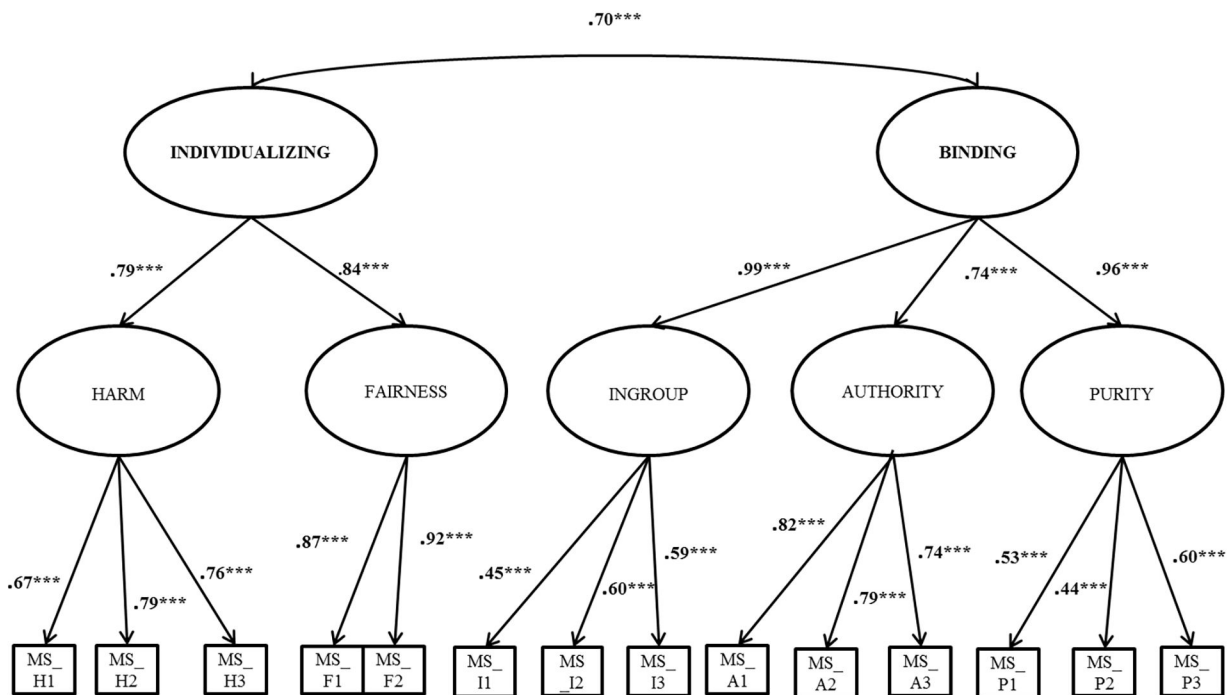 .70***
INDIVIDUALIZING
BINDING
.79***
.84***
.99***
.74***
.96***
HARM
FAIRNESS
INGROUP
AUTHORITY
PURITY
.67***
.79***
.76***
.87***
.92***
.45***
.60***
.59***
.82***
.79***
.74***
.53***
.44***
.60***
MS_
H1
MS_
H2
MS_
H3
MS_
F1
MS_
F2
MS_
I1
MS
_I2
MS_
I3
MS_
A1
MS_
A2
MS_
A3
MS_
P1
MS_
P2
MS_
P3